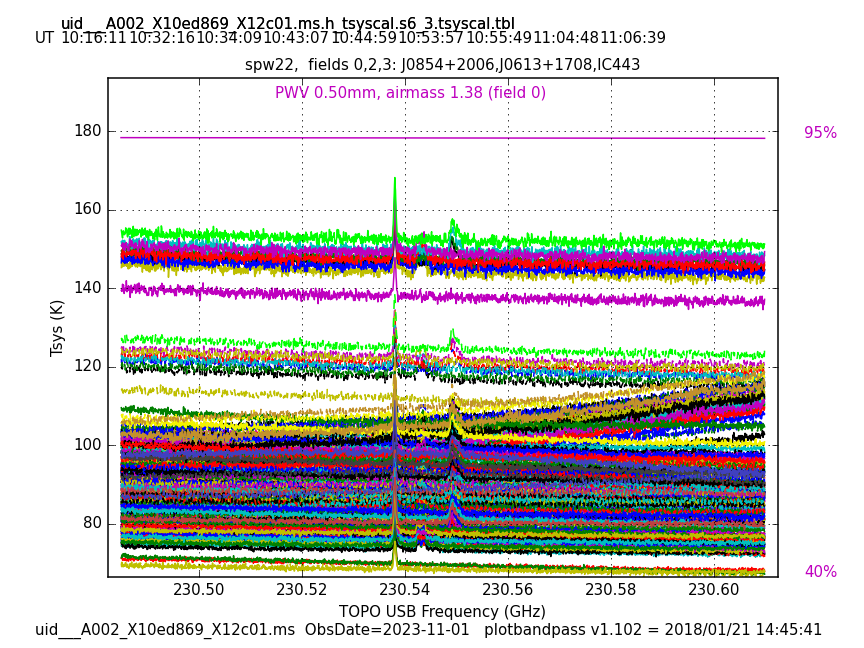 uid___A002_X10ed869_X12c01.ms.h_tsyscal.s6_3.tsyscal.tbl
UT 10:16:11 10:32:16 10:34:09 10:43:07 10:44:59 10:53:57 10:55:49 11:04:48 11:06:39
spw22,  fields 0,2,3: J0854+2006,J0613+1708,IC443
PWV 0.50mm, airmass 1.38 (field 0)
95%
180
160
140
120
100
80
Tsys (K)
40%
230.50 230.52 230.54 230.56 230.58 230.60
TOPO USB Frequency (GHz)
uid___A002_X10ed869_X12c01.ms  ObsDate=2023-11-01   plotbandpass v1.102 = 2018/01/21 14:45:41